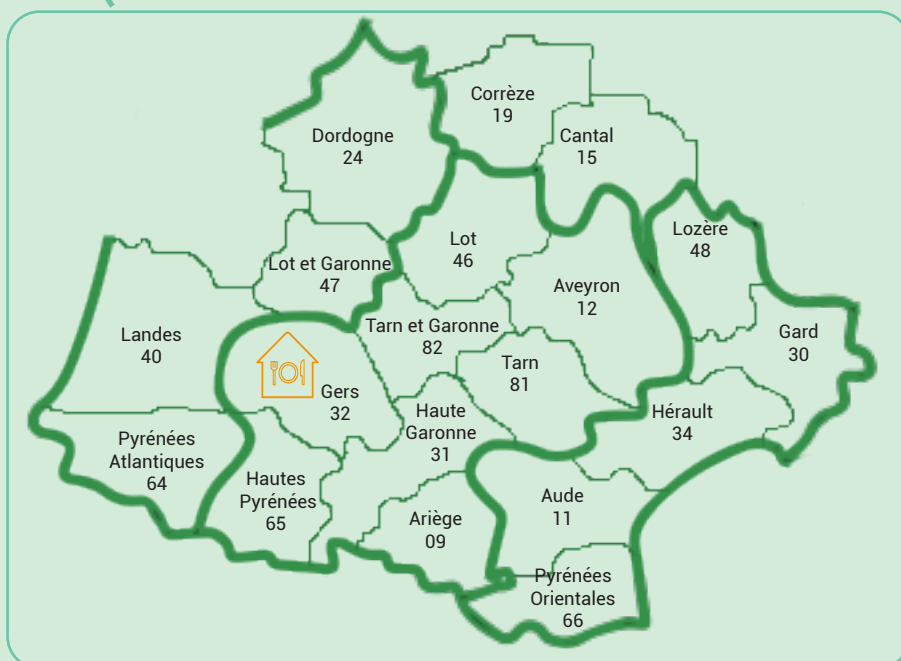 Corrèze
19
Dordogne
24
Cantal
15
Lozère
48
Lot
46
Lot et Garonne
47
Aveyron
12
Landes
40
Tarn et Garonne
82
Gard
30
Tarn
81
Gers
32
Haute
Garonne
31
Hérault
34
Pyrénées
Atlantiques
64
Hautes
Pyrénées
65
Aude
11
Ariège
09
Pyrénées
Orientales
66